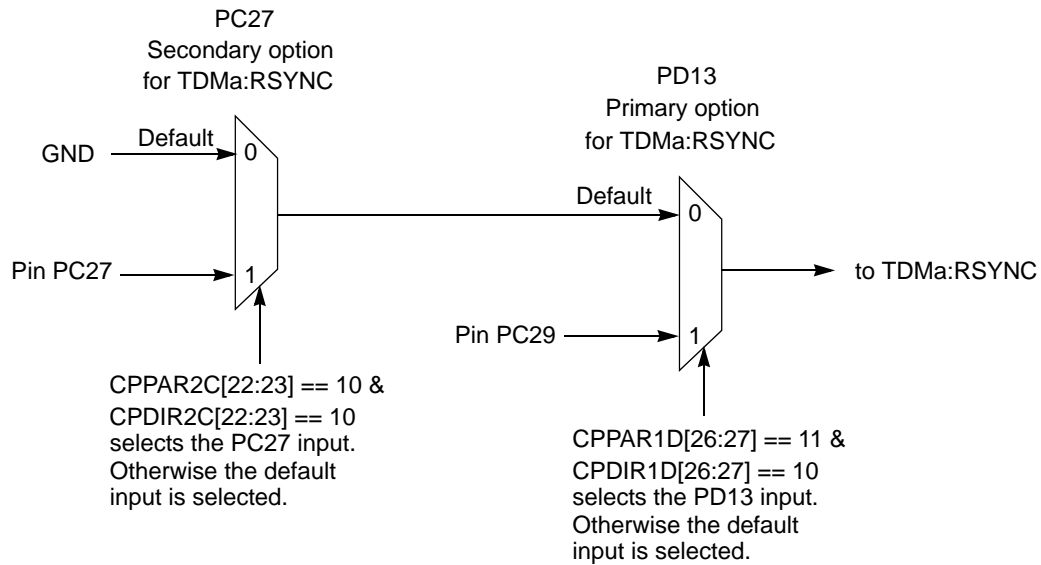 PC27
Secondary option
for TDMa:RSYNC
PD13
Primary option
for TDMa:RSYNC
GND
Default
0
Default
0
Pin PC27
1
to TDMa:RSYNC
Pin PC29
1
CPPAR2C[22:23] == 10 &
CPDIR2C[22:23] == 10
selects the PC27 input.
Otherwise the default
input is selected.
CPPAR1D[26:27] == 11 &
CPDIR1D[26:27] == 10
selects the PD13 input.
Otherwise the default
input is selected.